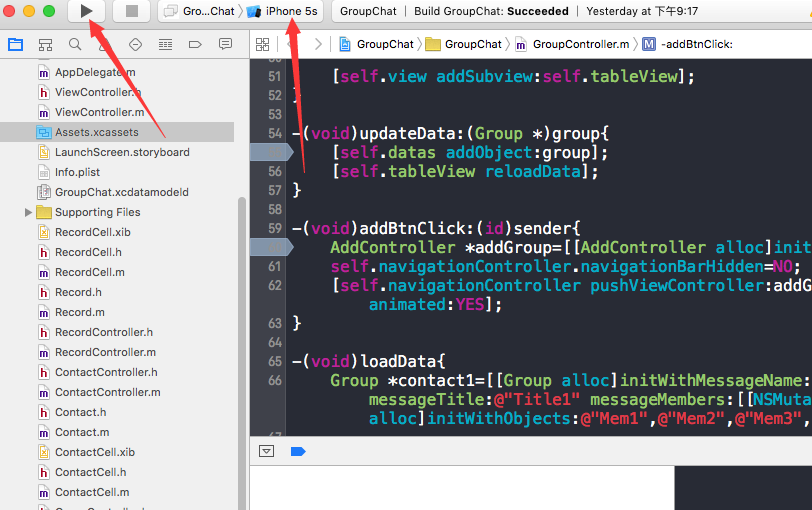 Gro...Chat iPhone 5s GroupChat Build GroupChat: Succeeded Yesterday at 下午9:17
GroupChat GroupChat GroupController.m M -addBtnClick:
AppDelegate.m
ViewController.h
ViewController.m
Assets.xcassets
LaunchScreen.storyboard
Info.plist
GroupChat.xcdatamodeld
Supporting Files
RecordCell.xib
RecordCell.h
RecordCell.m
Record.h
Record.m
RecordController.h
RecordController.m
ContactController.h
ContactController.m
Contact.h
Contact.m
ContactCell.xib
ContactCell.h
ContactCell.m
51 [self.view addSubview:self.tableView];
52 }
53
54 -(void)updateData:(Group *)group{
[self.datas addObject:group];
56 [self.tableView reloadData];
57 }
58
59 -(void)addBtnClick:(id)sender{
AddController *addGroup=[[AddController alloc]init
61 self.navigationController.navigationBarHidden=NO;
62 [self.navigationController pushViewController:addG
animated:YES];
63 }
64
65 -(void)loadData{
66 Group *contact1=[[Group alloc]initWithMessageName:
messageTitle:@"Title1" messageMembers:[[NSMuta
alloc]initWithObjects:@"Mem1",@"Mem2",@"Mem3",